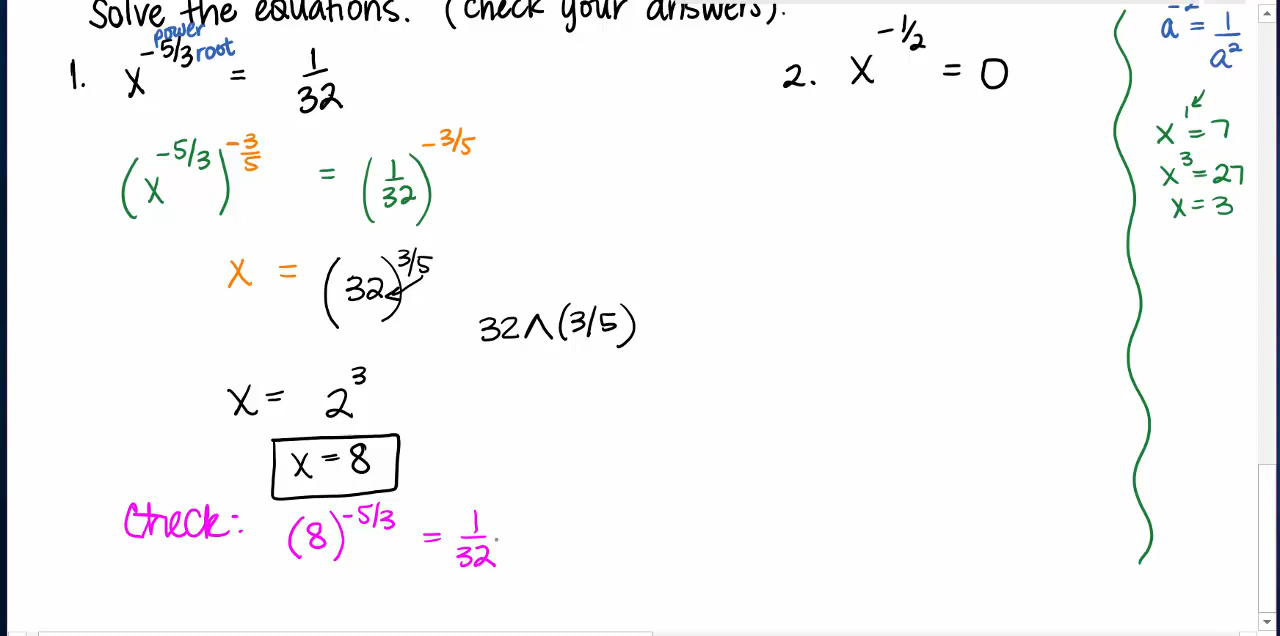 Solve the equations. (check your answers).
power
1. x^{-5/3} = 1/32
root
(x^{-5/3})^{-3/5} = (1/32)^{-3/5}
x = (32)^{3/5}
32^(3/5)
x = 2^3
x = 8
Check: (8)^{-5/3} = 1/32
2. x^{-1/2} = 0
a^{-2} = 1/a^2
x^1 = 7
x^3 = 27
x = 3